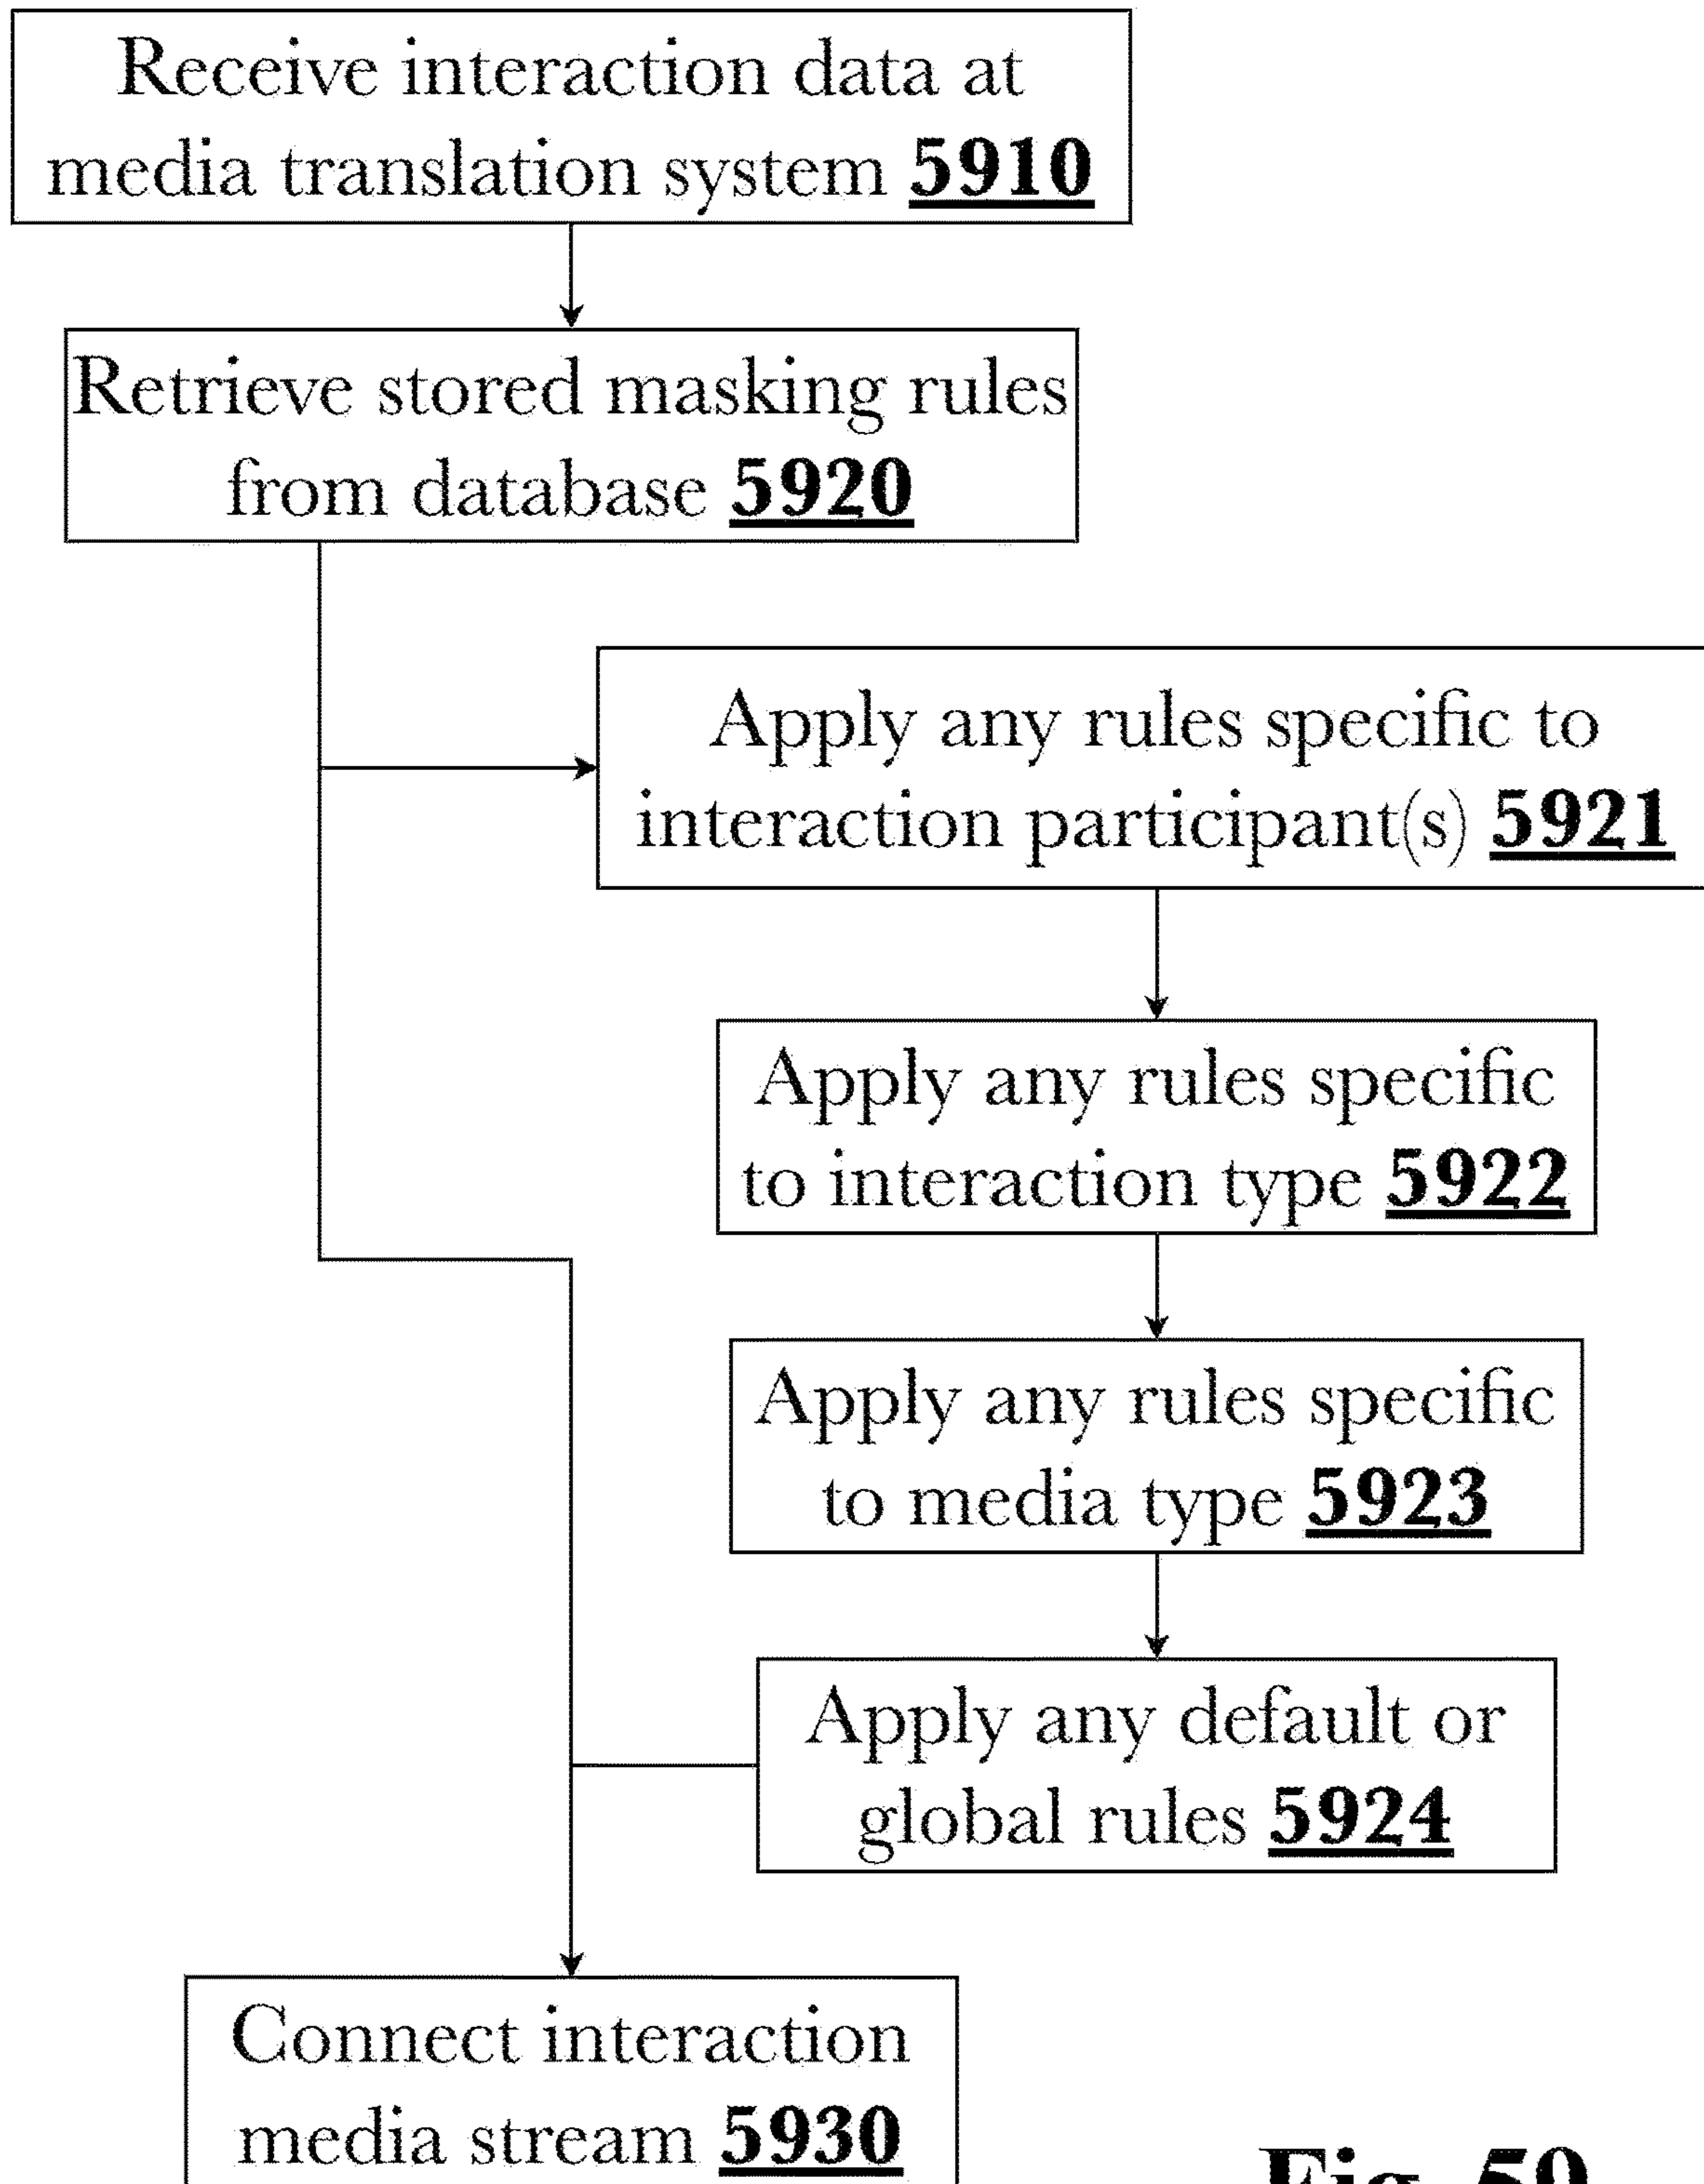 Receive interaction data at
media translation system 5910
Retrieve stored masking rules
from database 5920
Apply any rules specific to
interaction participant(s) 5921
Apply any rules specific
to interaction type 5922
Apply any rules specific
to media type 5923
Apply any default or
global rules 5924
Connect interaction
media stream 5930
Fig. 59